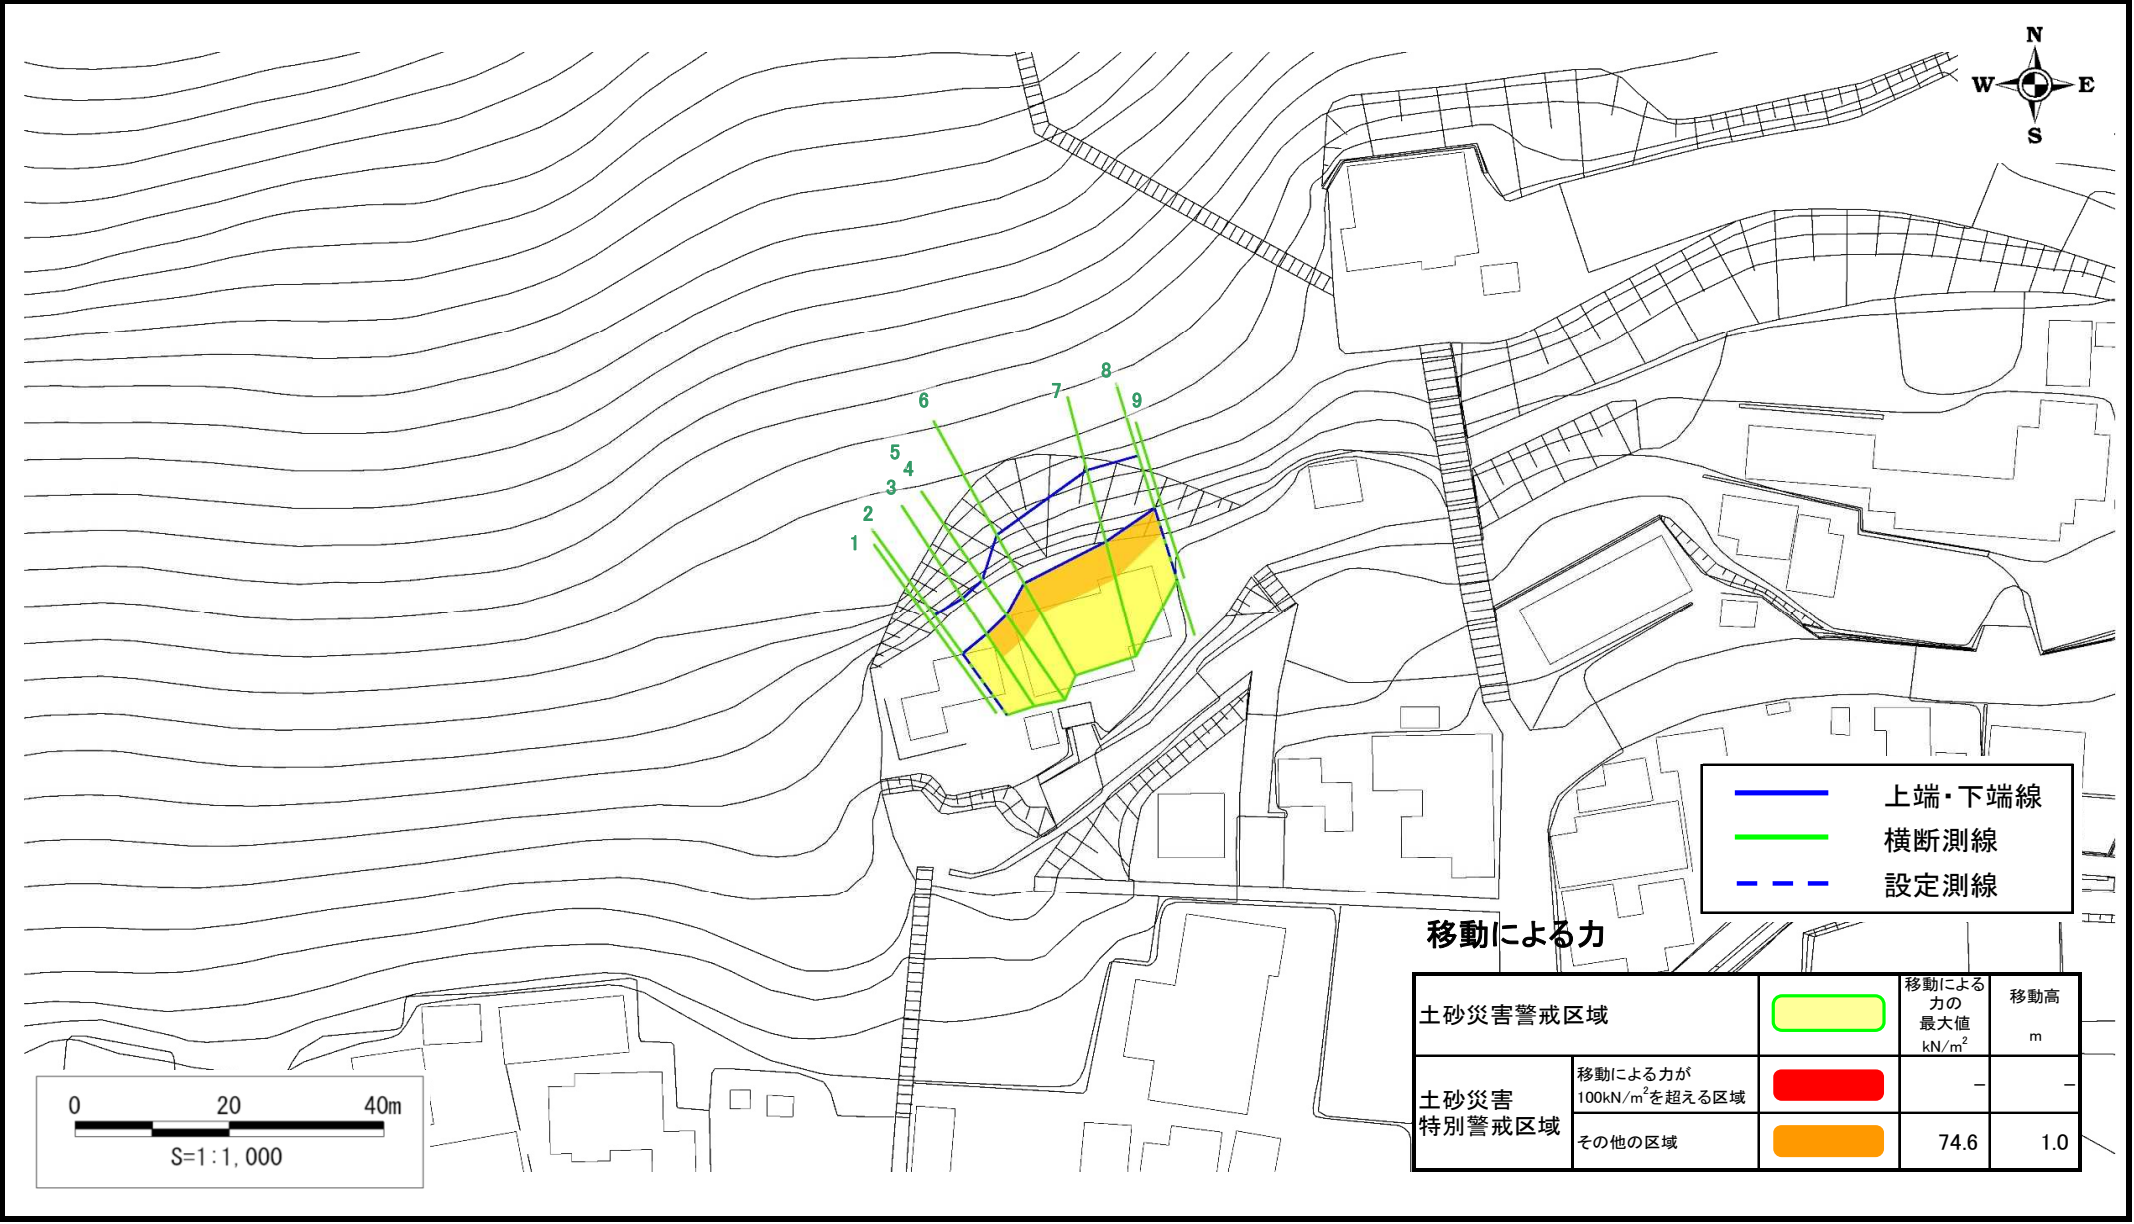 N
W E
S
8
7
9
6
5
4
3
2
1
上端・下端線
横断測線
設定測線
移動による力
土砂災害警戒区域
移動による
力の
最大値
kN/m²
移動高
m
土砂災害
特別警戒区域
移動による力が
100kN/m²を超える区域
－ －
その他の区域
74.6 1.0
0 20 40m
S=1:1,000